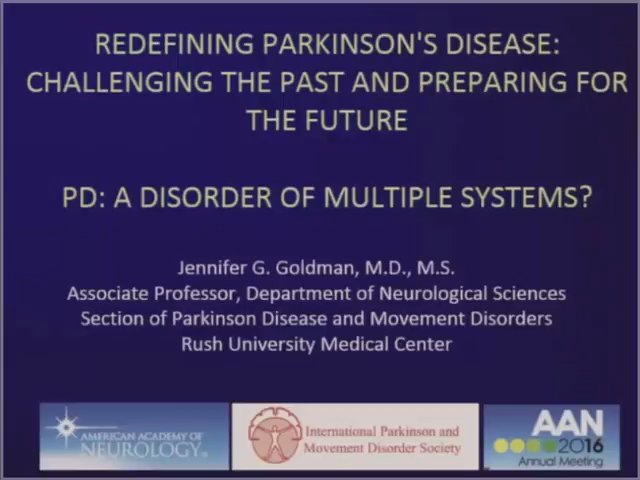 REDEFINING PARKINSON'S DISEASE:
CHALLENGING THE PAST AND PREPARING FOR
THE FUTURE
PD: A DISORDER OF MULTIPLE SYSTEMS?
Jennifer G. Goldman, M.D., M.S.
Associate Professor, Department of Neurological Sciences
Section of Parkinson Disease and Movement Disorders
Rush University Medical Center
AMERICAN ACADEMY OF
NEUROLOGY®
International Parkinson and
Movement Disorder Society
AAN
2016
Annual Meeting